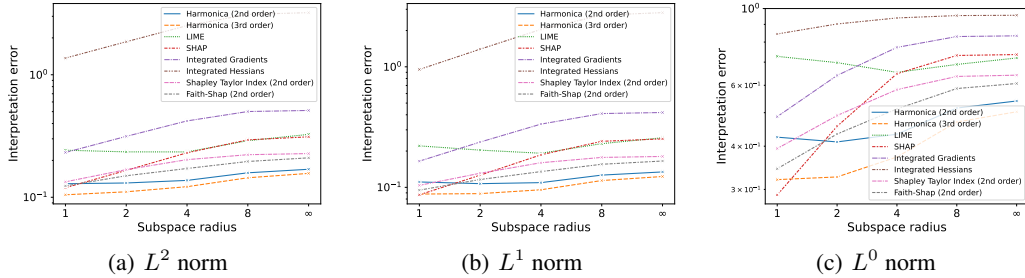 Interpretation error
10⁰
10⁻¹
1
2
4
8
∞
Subspace radius
Harmonica (2nd order)
Harmonica (3rd order)
LIME
SHAP
Integrated Gradients
Integrated Hessians
Shapley Taylor Index (2nd order)
Faith-Shap (2nd order)
(a) L² norm
Interpretation error
10⁰
10⁻¹
1
2
4
8
∞
Subspace radius
Harmonica (2nd order)
Harmonica (3rd order)
LIME
SHAP
Integrated Gradients
Integrated Hessians
Shapley Taylor Index (2nd order)
Faith-Shap (2nd order)
(b) L¹ norm
Interpretation error
10⁰
6 × 10⁻¹
4 × 10⁻¹
3 × 10⁻¹
1
2
4
8
∞
Subspace radius
Harmonica (2nd order)
Harmonica (3rd order)
LIME
SHAP
Integrated Gradients
Integrated Hessians
Shapley Taylor Index (2nd order)
Faith-Shap (2nd order)
(c) L⁰ norm